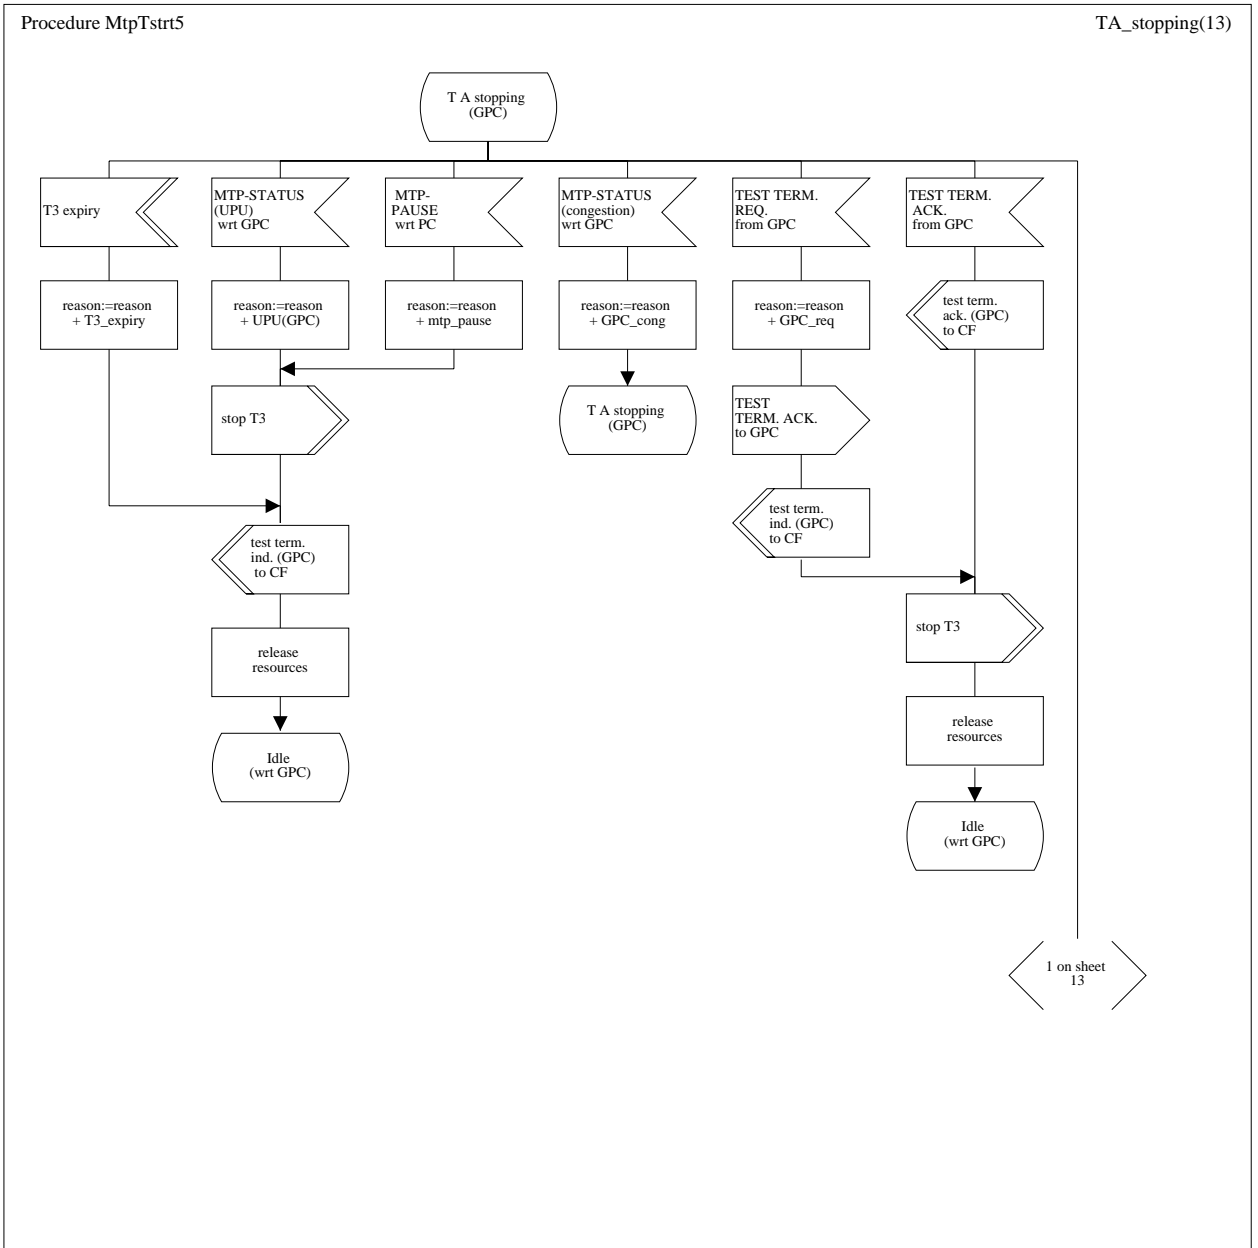 Procedure MtpTstrt5
TA_stopping(13)
T A stopping
(GPC)
T3 expiry
MTP-STATUS
(UPU)
wrt GPC
MTP-
PAUSE
wrt PC
MTP-STATUS
(congestion)
wrt GPC
TEST TERM.
REQ.
from GPC
TEST TERM.
ACK.
from GPC
reason:=reason
+ T3_expiry
reason:=reason
+ UPU(GPC)
reason:=reason
+ mtp_pause
reason:=reason
+ GPC_cong
reason:=reason
+ GPC_req
test term.
ack. (GPC)
to CF
stop T3
T A stopping
(GPC)
TEST
TERM. ACK.
to GPC
test term.
ind. (GPC)
to CF
test term.
ind. (GPC)
to CF
stop T3
release
resources
release
resources
Idle
(wrt GPC)
Idle
(wrt GPC)
1 on sheet
13